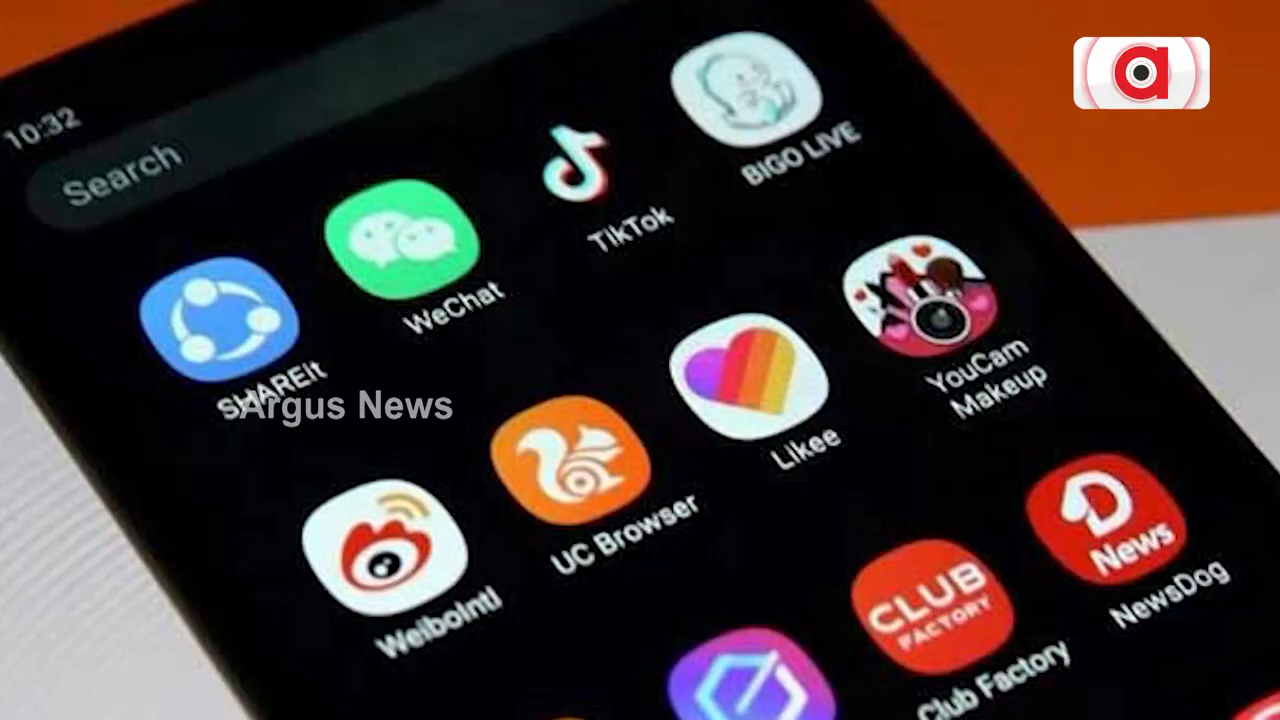 10:32
Search
SHAREit
WeChat
TikTok
BIGO LIVE
Argus News
WeiboIntl
UC Browser
Likee
YouCam
Makeup
CLUB
FACTORY
Club Factory
News
NewsDog
a